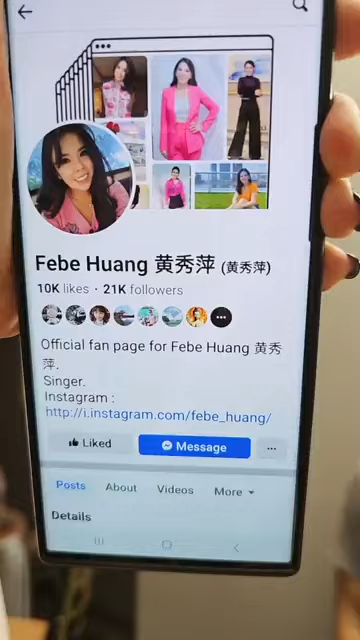 Febe Huang 黄秀萍 (黄秀萍)
10K likes · 21K followers
Official fan page for Febe Huang 黄秀
萍.
Singer.
Instagram :
http://i.instagram.com/febe_huang/
Liked
Message
Posts About Videos More
Details